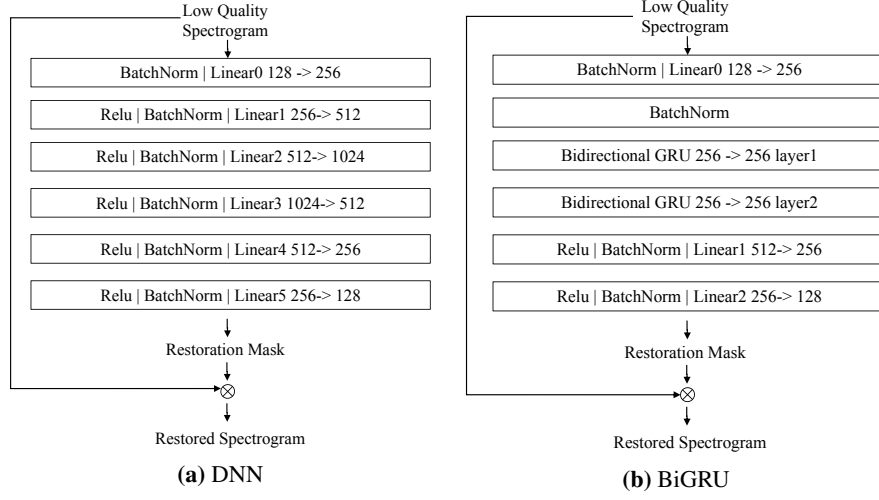 Low Quality
Spectrogram
BatchNorm | Linear0 128 -> 256
Relu | BatchNorm | Linear1 256-> 512
Relu | BatchNorm | Linear2 512-> 1024
Relu | BatchNorm | Linear3 1024-> 512
Relu | BatchNorm | Linear4 512-> 256
Relu | BatchNorm | Linear5 256-> 128
Restoration Mask
Restored Spectrogram
(a) DNN
Low Quality
Spectrogram
BatchNorm | Linear0 128 -> 256
BatchNorm
Bidirectional GRU 256 -> 256 layer1
Bidirectional GRU 256 -> 256 layer2
Relu | BatchNorm | Linear1 512-> 256
Relu | BatchNorm | Linear2 256-> 128
Restoration Mask
Restored Spectrogram
(b) BiGRU